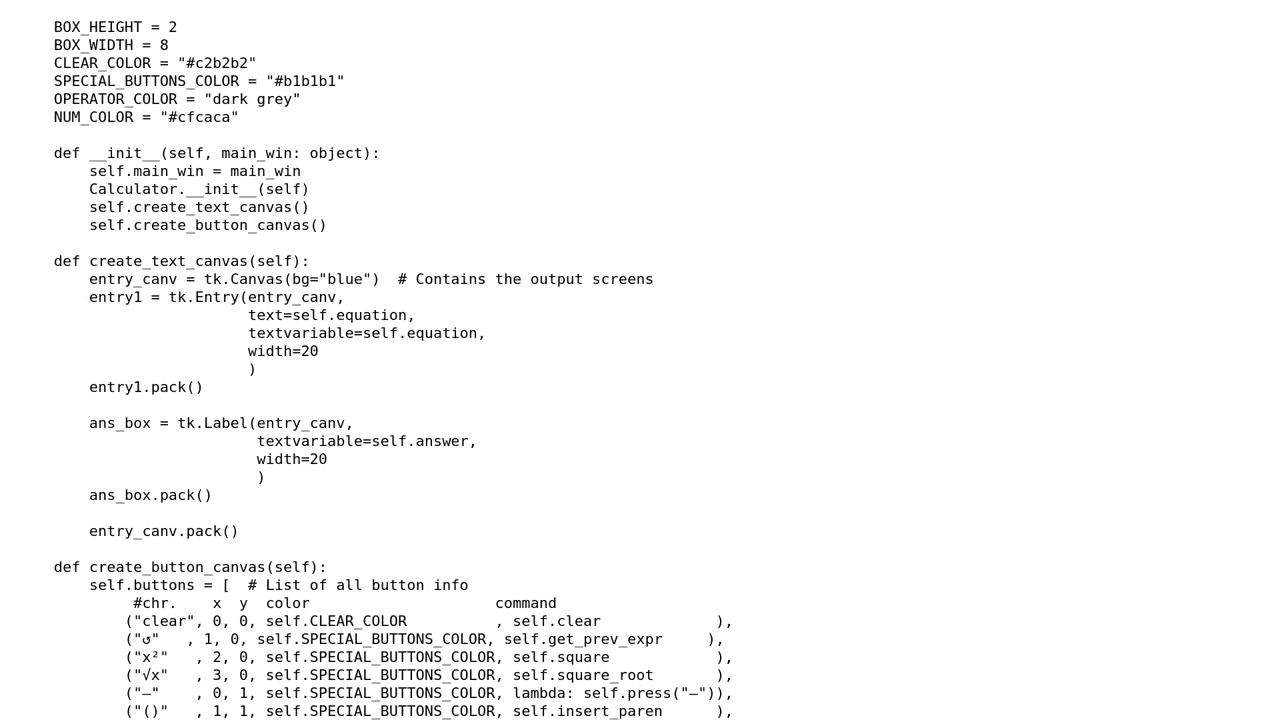 BOX_HEIGHT = 2
BOX_WIDTH = 8
CLEAR_COLOR = "#c2b2b2"
SPECIAL_BUTTONS_COLOR = "#b1b1b1"
OPERATOR_COLOR = "dark grey"
NUM_COLOR = "#cfcaca"

def __init__(self, main_win: object):
    self.main_win = main_win
    Calculator.__init__(self)
    self.create_text_canvas()
    self.create_button_canvas()

def create_text_canvas(self):
    entry_canv = tk.Canvas(bg="blue")  # Contains the output screens
    entry1 = tk.Entry(entry_canv,
                      text=self.equation,
                      textvariable=self.equation,
                      width=20
                      )
    entry1.pack()

    ans_box = tk.Label(entry_canv,
                       textvariable=self.answer,
                       width=20
                       )
    ans_box.pack()

    entry_canv.pack()

def create_button_canvas(self):
    self.buttons = [  # List of all button info
         #chr.    x  y  color                     command
        ("clear", 0, 0, self.CLEAR_COLOR          , self.clear             ),
        ("↺"   , 1, 0, self.SPECIAL_BUTTONS_COLOR, self.get_prev_expr     ),
        ("x²"   , 2, 0, self.SPECIAL_BUTTONS_COLOR, self.square            ),
        ("√x"   , 3, 0, self.SPECIAL_BUTTONS_COLOR, self.square_root       ),
        ("—"    , 0, 1, self.SPECIAL_BUTTONS_COLOR, lambda: self.press("—")),
        ("()"   , 1, 1, self.SPECIAL_BUTTONS_COLOR, self.insert_paren      ),